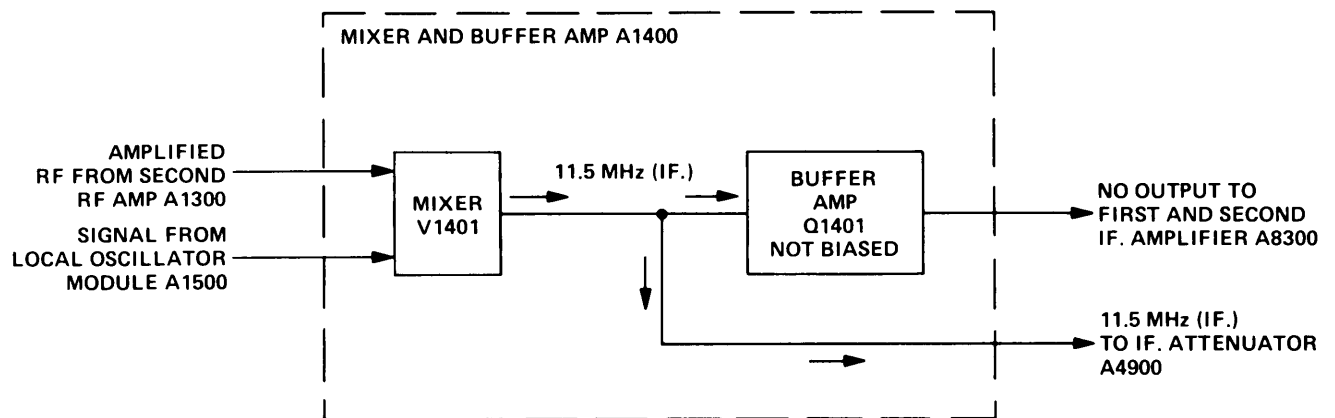 MIXER AND BUFFER AMP A1400
AMPLIFIED
RF FROM SECOND
RF AMP A1300
SIGNAL FROM
LOCAL OSCILLATOR
MODULE A1500
MIXER
V1401
11.5 MHz (IF.)
BUFFER
AMP
Q1401
NOT BIASED
NO OUTPUT TO
FIRST AND SECOND
IF. AMPLIFIER A8300
11.5 MHz (IF.)
TO IF. ATTENUATOR
A4900